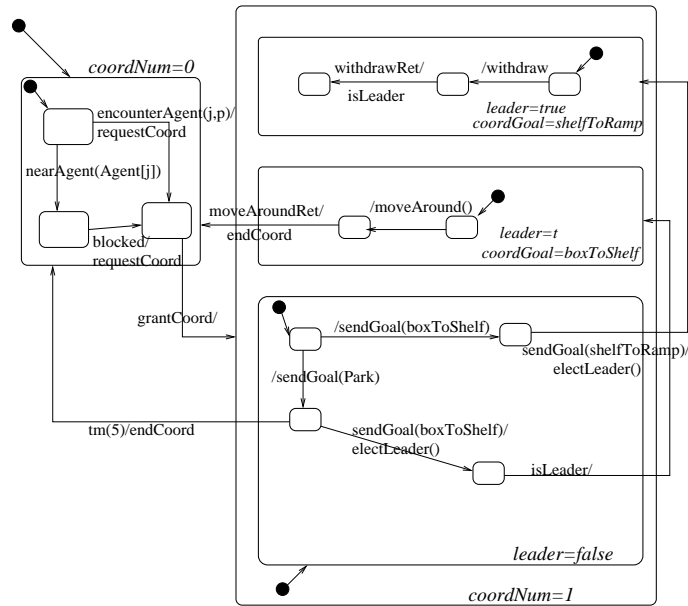 coordNum=0
encounterAgent(j,p)/
requestCoord
nearAgent(Agent[j])
blocked/
requestCoord
withdrawRet/
isLeader
/withdraw
leader=true
coordGoal=shelfToRamp
moveAroundRet/
endCoord
/moveAround()
leader=t
coordGoal=boxToShelf
grantCoord/
/sendGoal(boxToShelf)
sendGoal(shelfToRamp)/
electLeader()
/sendGoal(Park)
tm(5)/endCoord
sendGoal(boxToShelf)/
electLeader()
isLeader/
leader=false
coordNum=1